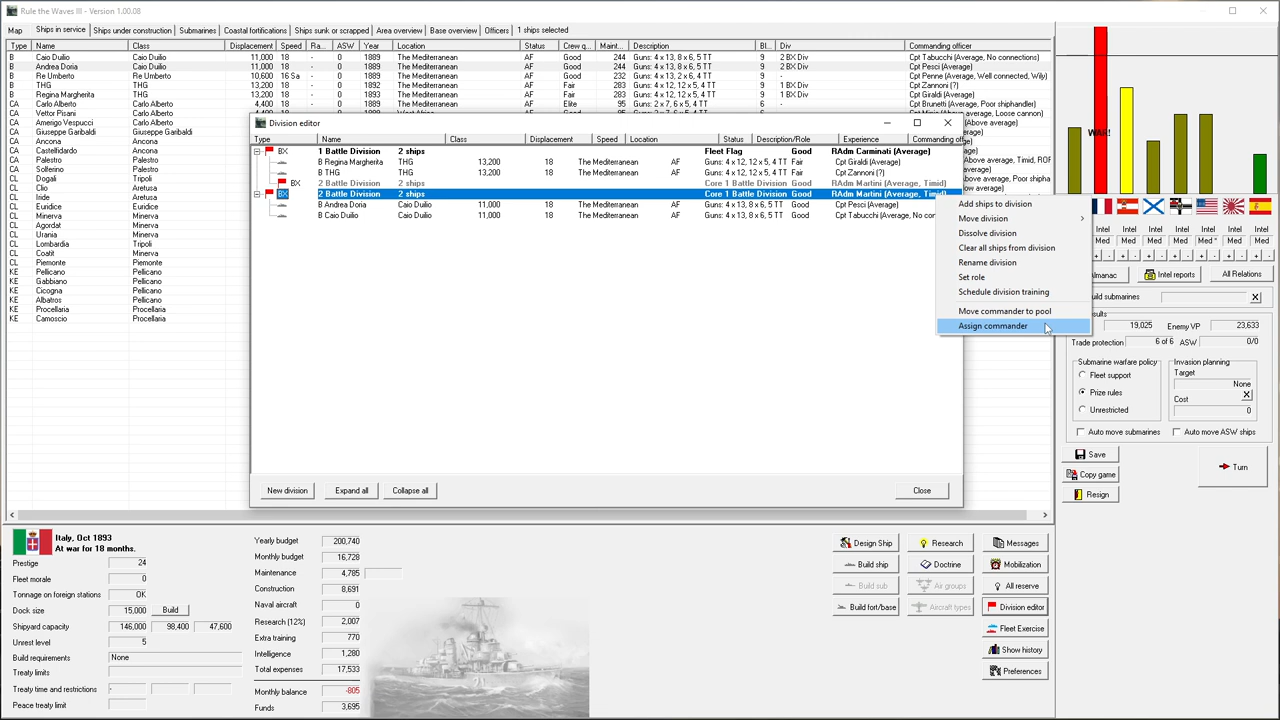 Rule the Waves III - Version 1.00.08
Map Ships in service Ships under construction Submarines Coastal fortifications Ships sunk or scrapped Area overview Base overview Officers 1 ships selected
Type Name Class Displacement Speed Ra... ASW Year Location Status Crew q... Maint... Description Bl... Div Commanding officer
B Caio Duilio Caio Duilio 11,000 18 - 0 1889 The Mediterranean AF Good 244 Guns: 4 x 13, 8 x 6, 5 TT 9 2 BX Div Cpt Tabucchi (Average, No connections)
B Andrea Doria Caio Duilio 11,000 18 - 0 1889 The Mediterranean AF Good 244 Guns: 4 x 13, 8 x 6, 5 TT 9 2 BX Div Cpt Pesci (Average)
B Re Umberto Re Umberto 10,600 16 Sa - 0 1889 The Mediterranean AF Good 232 Guns: 4 x 13, 2 x 6, 4 TT 6 - Cpt Penne (Average, Well connected, Wily)
B THG THG 13,200 18 - 0 1892 The Mediterranean AF Fair 283 Guns: 4 x 12, 12 x 5, 4 TT 9 1 BX Div Cpt Zannoni (?)
B Regina Margherita THG 13,200 18 - 0 1893 The Mediterranean AF Fair 283 Guns: 4 x 12, 12 x 5, 4 TT 9 1 BX Div Cpt Giraldi (Average)
CA Carlo Alberto Carlo Alberto 4,400 18 - 0 1889 The Mediterranean AF Elite 95 Guns: 2 x 7, 6 x 5, 4 TT 6 - Cpt Brunetti (Average, Poor shiphandler)
CA Vettor Pisani Carlo Alberto
CA Amerigo Vespucci Carlo Alberto
CA Giuseppe Garibaldi Carlo Alberto
CA Ancona Ancona
CA Castelfidardo Ancona
CA Palestro Palestro
CA Solferino Palestro
CL Dogali Tripoli
CL Clio Aretusa
CL Iride Aretusa
CL Euridice Minerva
CL Minerva Minerva
CL Agordat Minerva
CL Urania Minerva
CL Lombardia Tripoli
CL Coatit Minerva
CL Piemonte Minerva
KE Pellicano Pellicano
KE Gabbiano Pellicano
KE Cicogna Pellicano
KE Albatros Pellicano
KE Procellaria Procellaria
KE Camoscio Procellaria
Division editor
Type Name Class Displacement Speed Location Status Description/Role Experience Commanding off
BX 1 Battle Division 2 ships Fleet Flag Good RAdm Carminati (Average)
B Regina Margherita THG 13,200 18 The Mediterranean AF Guns: 4 x 12, 12 x 5, 4 TT Fair Cpt Giraldi (Average)
B THG THG 13,200 18 The Mediterranean AF Guns: 4 x 12, 12 x 5, 4 TT Fair Cpt Zannoni (?)
BX 2 Battle Division 2 ships Core 1 Battle Division Good RAdm Martini (Average, Timid)
BX 2 Battle Division 2 ships Core 1 Battle Division Good RAdm Martini (Average, Timid)
B Andrea Doria Caio Duilio 11,000 18 The Mediterranean AF Guns: 4 x 13, 8 x 6, 5 TT Good Cpt Pesci (Average)
B Caio Duilio Caio Duilio 11,000 18 The Mediterranean AF Guns: 4 x 13, 8 x 6, 5 TT Good Cpt Tabucchi (Average, No con
Add ships to division
Move division
Dissolve division
Clear all ships from division
Rename division
Set role
Schedule division training
Move commander to pool
Assign commander
New division Expand all Collapse all Close
WAR!
Intel Intel Intel Intel Intel Intel Intel
Med Med Med Med Med * Med Med
+ - + - + - + - + - + - + -
Almanac Intel reports All Relations
uild submarines X
sults
19,025 Enemy VP 23,633
Trade protection 6 of 6 ASW 0/0
Submarine warfare policy
Fleet support
Prize rules
Unrestricted
Invasion planning
Target
None
Cost X
0
Auto move submarines Auto move ASW ships
Save
Copy game
Resign
Turn
Italy, Oct 1893
At war for 18 months.
Prestige 24
Fleet morale 0
Tonnage on foreign stations OK
Dock size 15,000 Build
Shipyard capacity 146,000 98,400 47,600
Unrest level 5
Build requirements None
Treaty limits
Treaty time and restrictions -
Peace treaty limit
Yearly budget 200,740
Monthly budget 16,728
Maintenance 4,785
Construction 8,691
Naval aircraft 0
Research (12%) 2,007
Extra training 770
Intelligence 1,280
Total expenses 17,533
Monthly balance -805
Funds 3,695
Design Ship Research Messages
Build ship Doctrine Mobilization
Build sub Air groups All reserve
Build fort/base Aircraft types Division editor
Fleet Exercise
Show history
Preferences